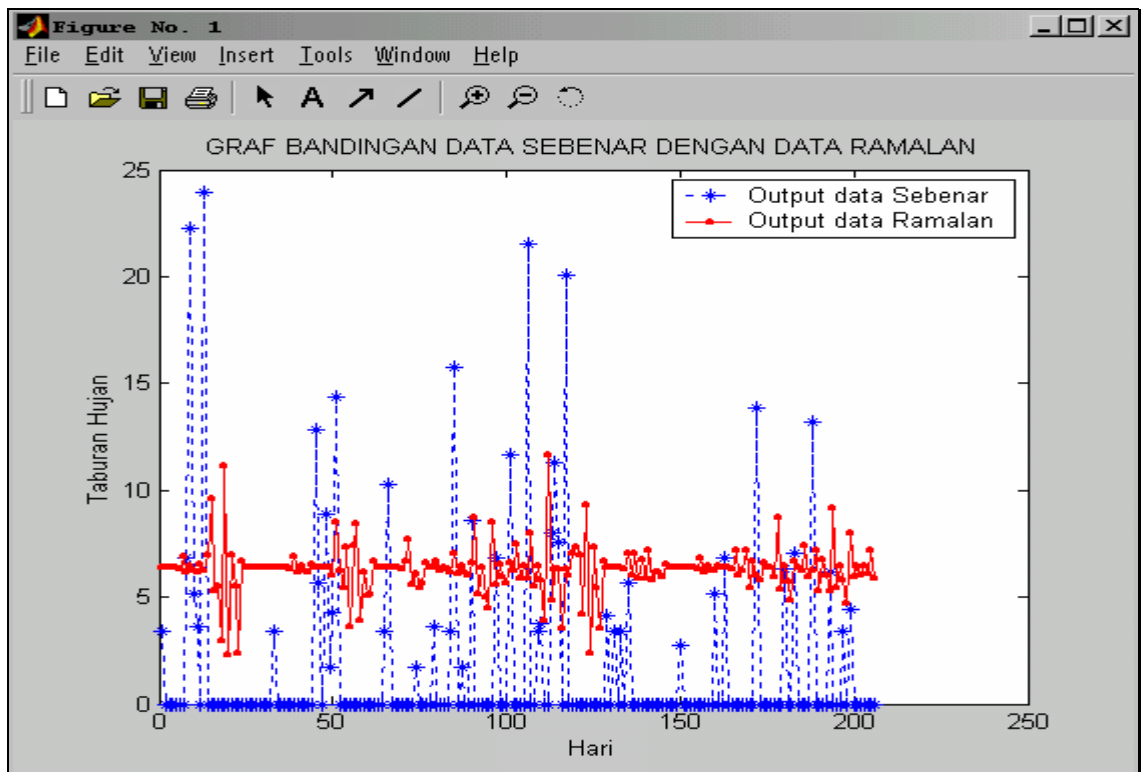 Figure No. 1
File Edit View Insert Tools Window Help
A
GRAF BANDINGAN DATA SEBENAR DENGAN DATA RAMALAN
Output data Sebenar
Output data Ramalan
Taburan Hujan
25
20
15
10
5
0
0 50 100 150 200 250
Hari